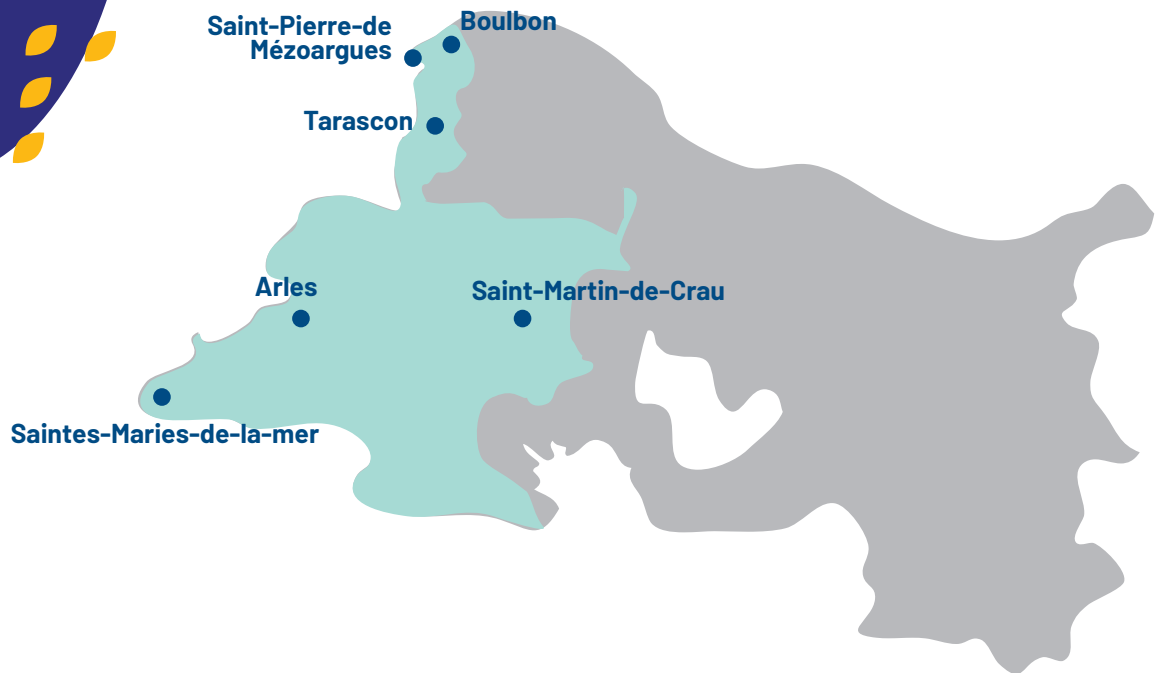 Saint-Pierre-de
Mézoargues
Boulbon
Tarascon
Arles
Saint-Martin-de-Crau
Saintes-Maries-de-la-mer